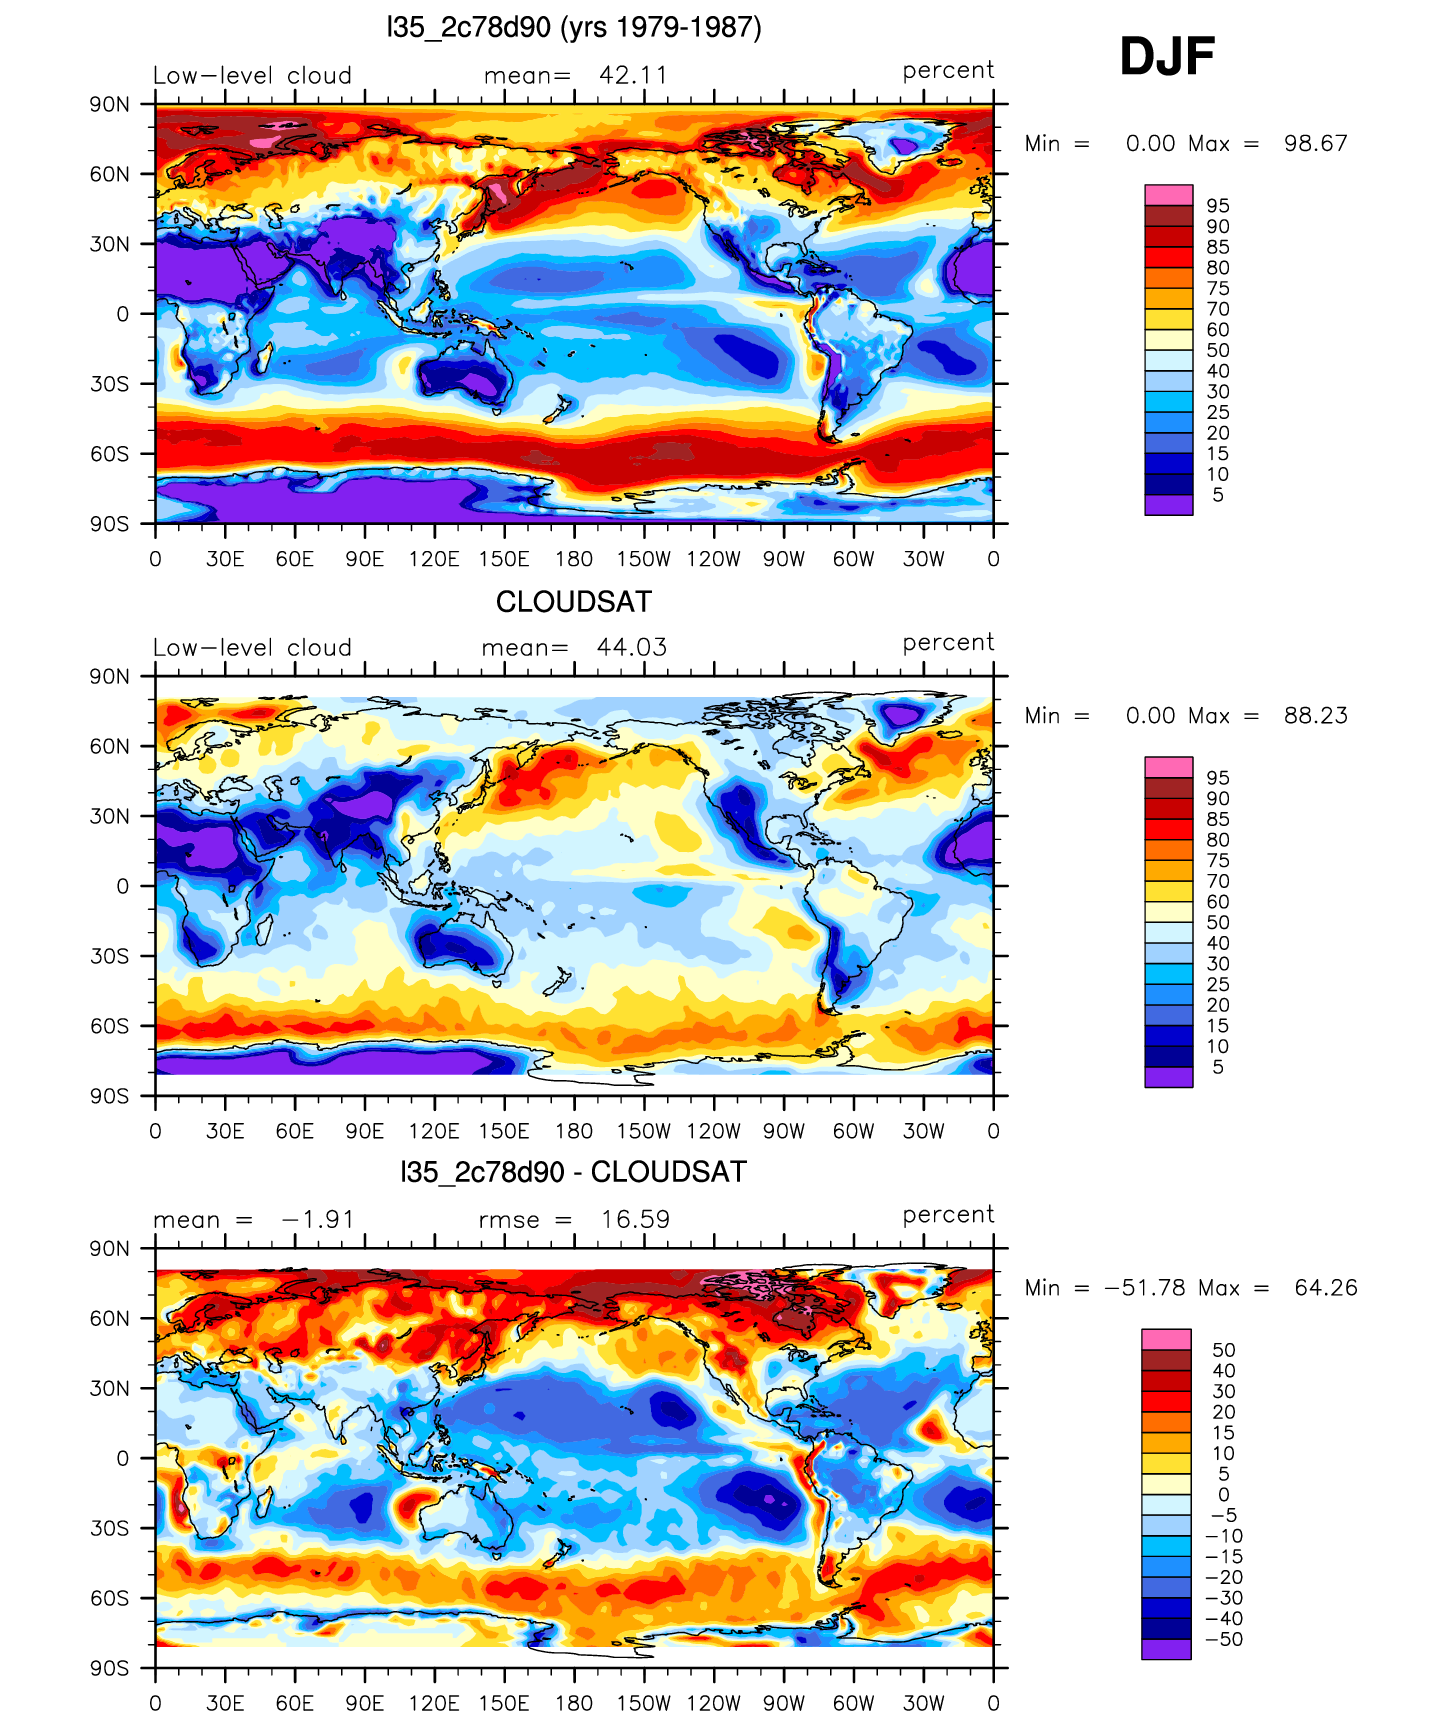 l35_2c78d90 (yrs 1979-1987)
DJF
Low-level cloud mean= 42.11 percent
Min = 0.00 Max = 98.67
90N
60N
30N
0
30S
60S
90S
0 30E 60E 90E 120E 150E 180 150W 120W 90W 60W 30W 0
95
90
85
80
75
70
60
50
40
30
25
20
15
10
5
CLOUDSAT
Low-level cloud mean= 44.03 percent
Min = 0.00 Max = 88.23
90N
60N
30N
0
30S
60S
90S
0 30E 60E 90E 120E 150E 180 150W 120W 90W 60W 30W 0
95
90
85
80
75
70
60
50
40
30
25
20
15
10
5
l35_2c78d90 - CLOUDSAT
mean = -1.91 rmse = 16.59 percent
Min = -51.78 Max = 64.26
90N
60N
30N
0
30S
60S
90S
0 30E 60E 90E 120E 150E 180 150W 120W 90W 60W 30W 0
50
40
30
20
15
10
5
0
-5
-10
-15
-20
-30
-40
-50